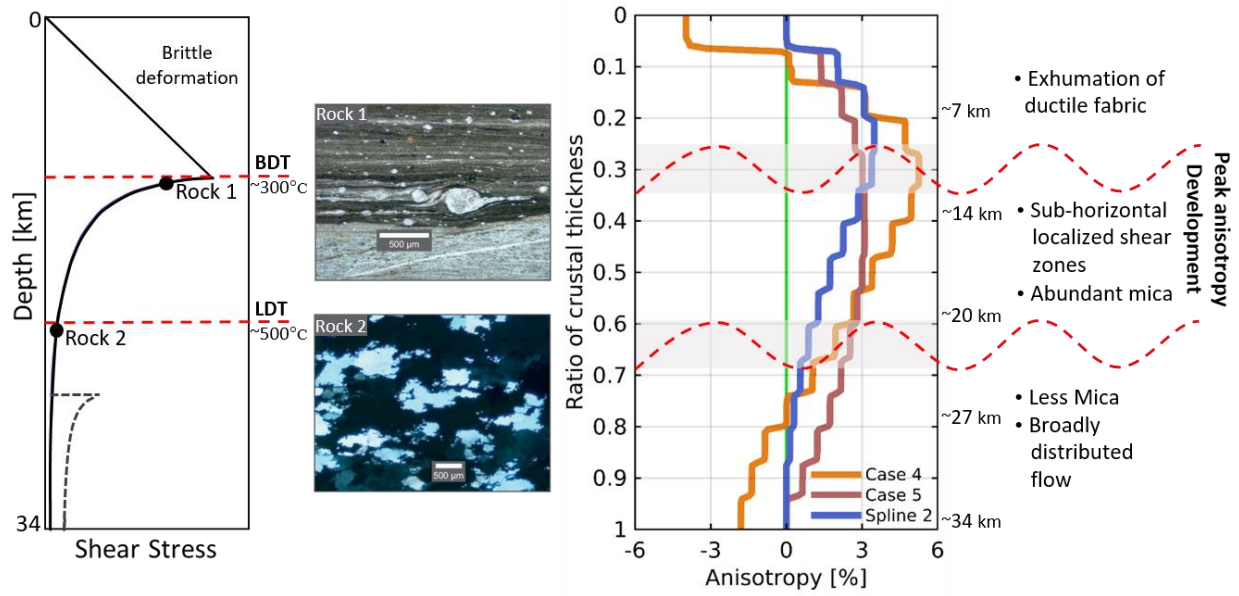 0
Brittle
deformation
BDT
~300°C
Rock 1
LDT
~500°C
Rock 2
34
Depth [km]
Shear Stress
Rock 1
500 µm
Rock 2
500 µm
Ratio of crustal thickness
0
0.1
0.2
0.3
0.4
0.5
0.6
0.7
0.8
0.9
1
-6
-3
0
3
6
Anisotropy [%]
Case 4
Case 5
Spline 2
~7 km
~14 km
~20 km
~27 km
~34 km
• Exhumation of
ductile fabric
• Sub-horizontal
localized shear
zones
• Abundant mica
• Less Mica
• Broadly
distributed
flow
Peak anisotropy
Development